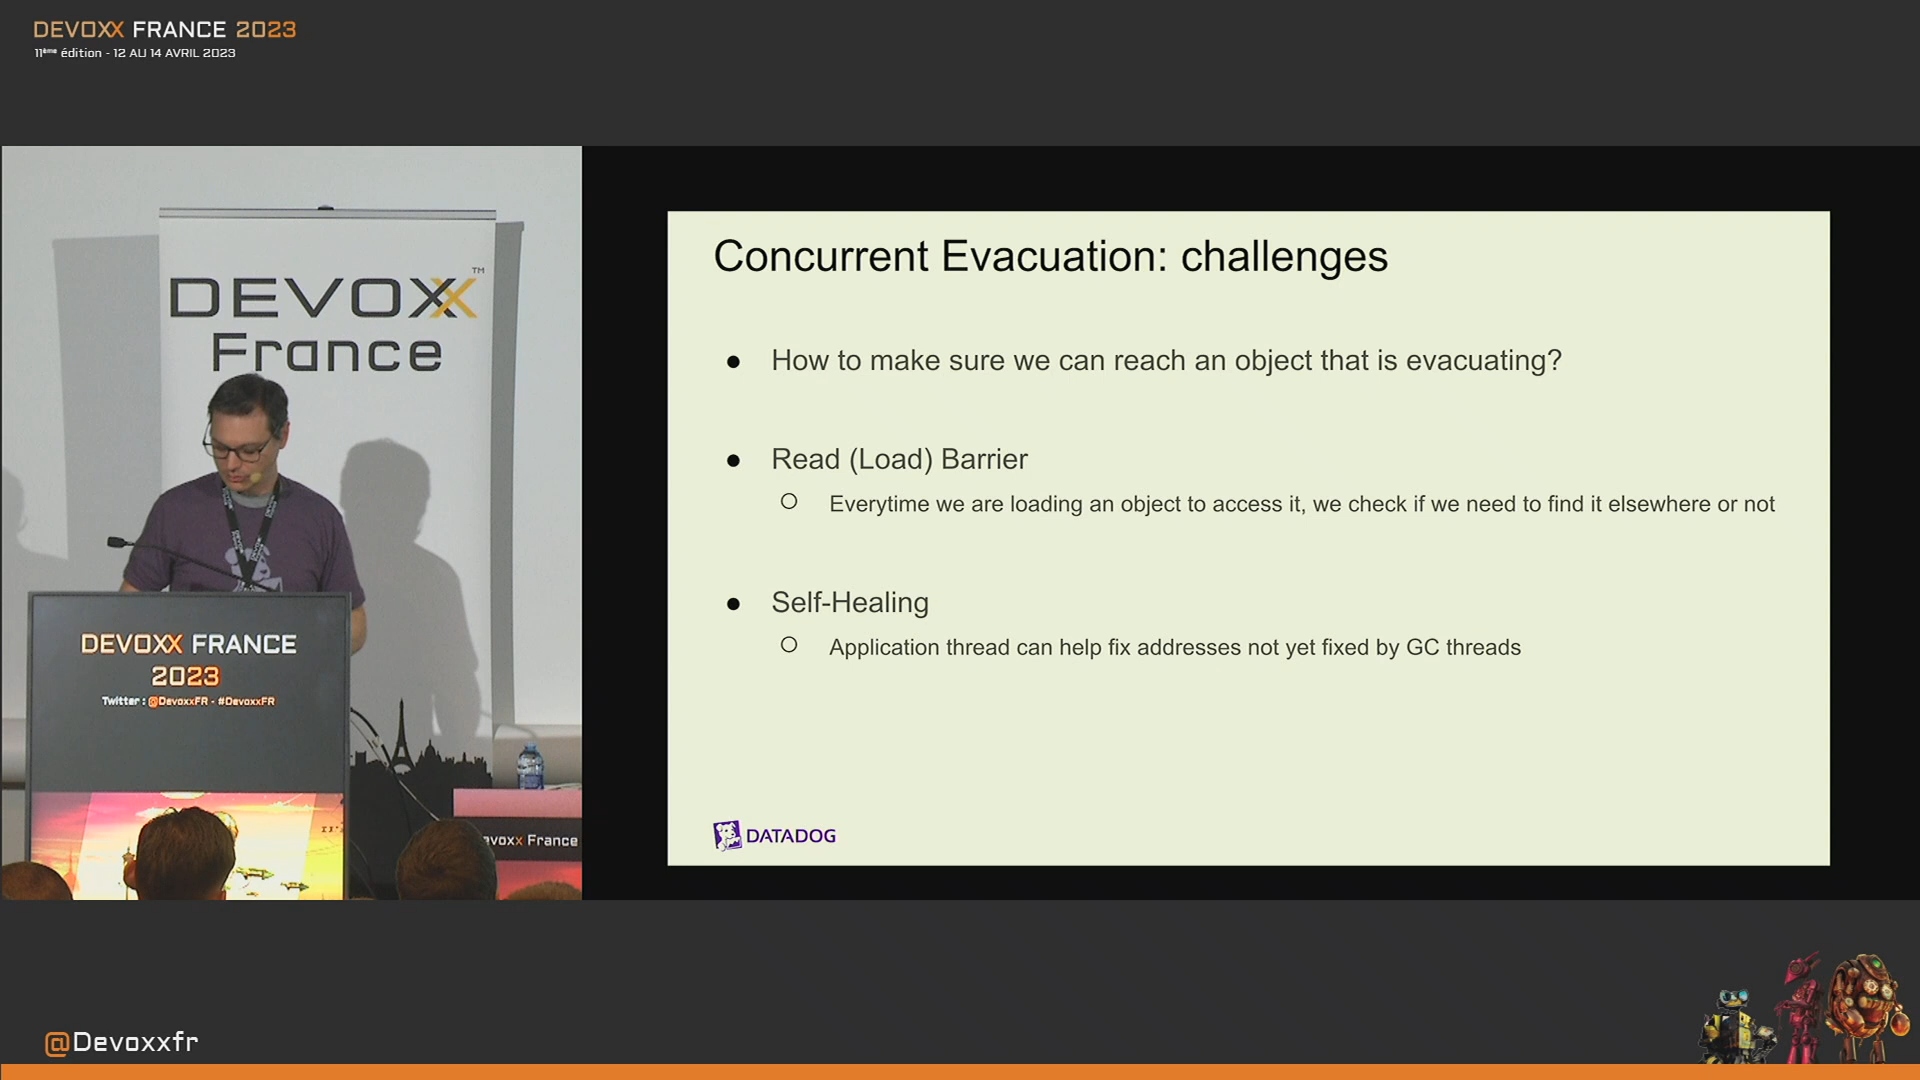 DEVOXX FRANCE 2023
11ème édition - 12 AU 14 AVRIL 2023
DEVOXX™
France
DEVOXX FRANCE
2023
Twitter : @DevoxxFR - #DevoxxFR
evoxx France
Concurrent Evacuation: challenges
● How to make sure we can reach an object that is evacuating?
● Read (Load) Barrier
○ Everytime we are loading an object to access it, we check if we need to find it elsewhere or not
● Self-Healing
○ Application thread can help fix addresses not yet fixed by GC threads
DATADOG
@Devoxxfr